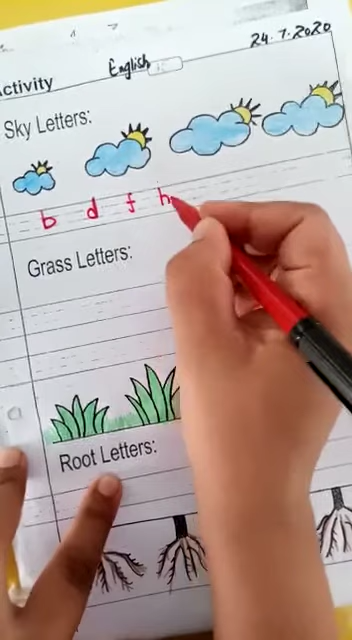 24.7.2020
Activity English
Sky Letters:
b d f h
Grass Letters:
Root Letters: